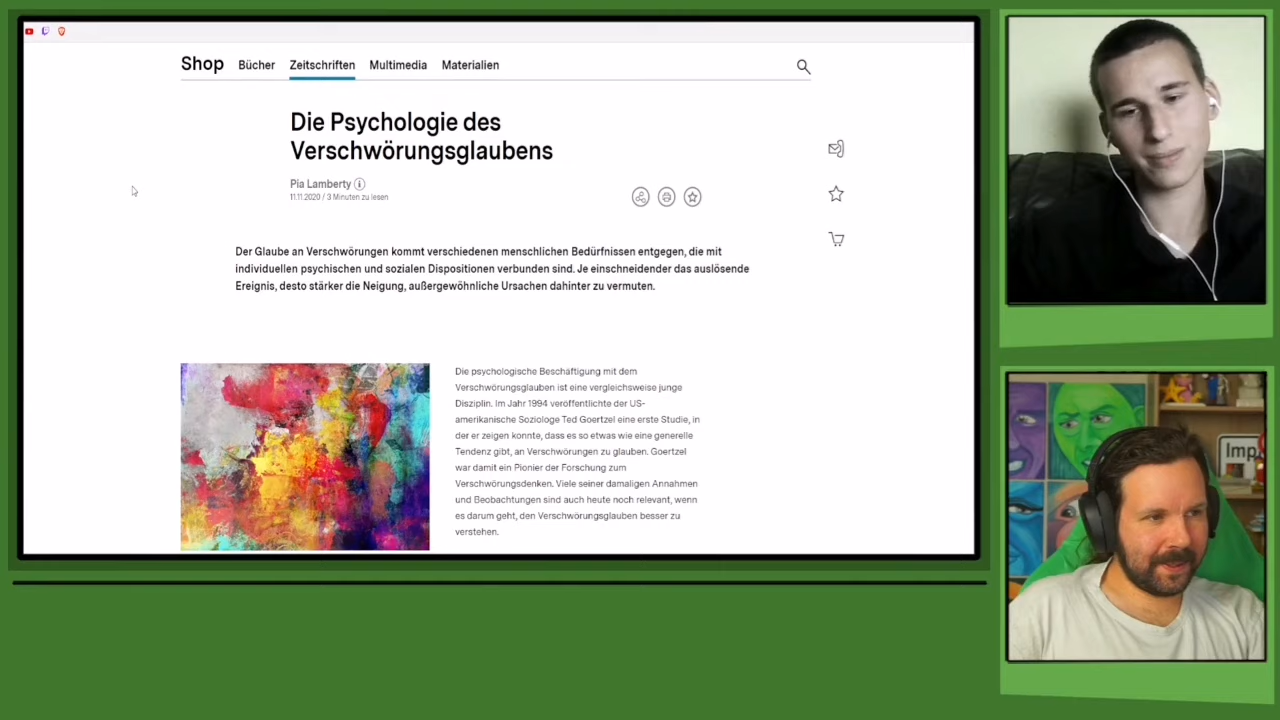 Shop Bücher Zeitschriften Multimedia Materialien
Die Psychologie des
Verschwörungsglaubens
Pia Lamberty
11.11.2020 / 3 Minuten zu lesen
Der Glaube an Verschwörungen kommt verschiedenen menschlichen Bedürfnissen entgegen, die mit
individuellen psychischen und sozialen Dispositionen verbunden sind. Je einschneidender das auslösende
Ereignis, desto stärker die Neigung, außergewöhnliche Ursachen dahinter zu vermuten.
Die psychologische Beschäftigung mit dem
Verschwörungsglauben ist eine vergleichsweise junge
Disziplin. Im Jahr 1994 veröffentlichte der US-
amerikanische Soziologe Ted Goertzel eine erste Studie, in
der er zeigen konnte, dass es so etwas wie eine generelle
Tendenz gibt, an Verschwörungen zu glauben. Goertzel
war damit ein Pionier der Forschung zum
Verschwörungsdenken. Viele seiner damaligen Annahmen
und Beobachtungen sind auch heute noch relevant, wenn
es darum geht, den Verschwörungsglauben besser zu
verstehen.
Imp